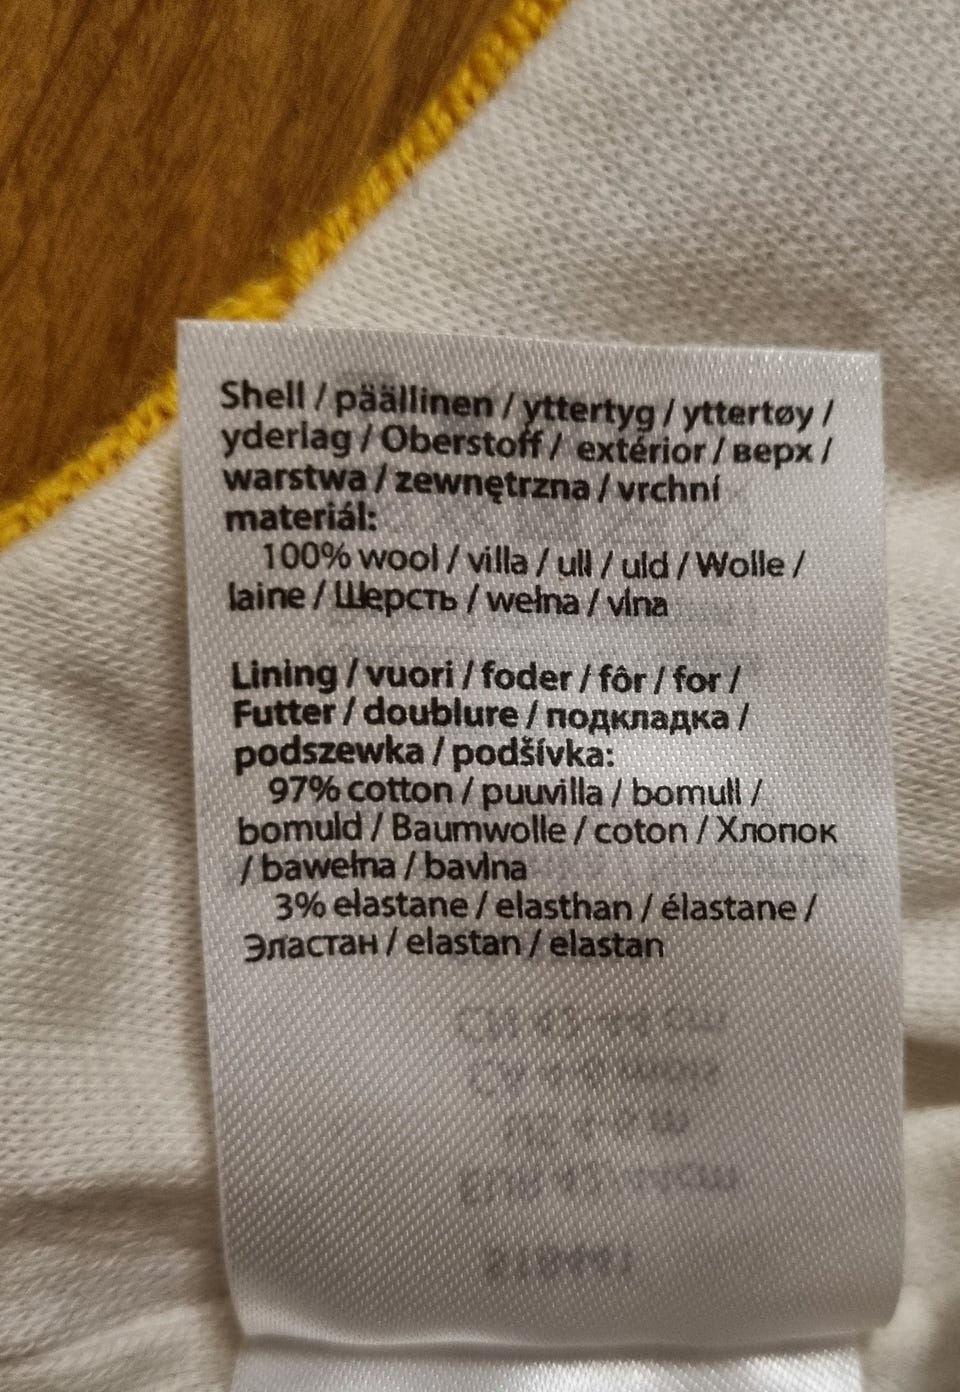 Shell / päällinen / yttertyg / yttertøy /
yderlag / Oberstoff / extérior / верх /
warstwa / zewnętrzna / vrchní
materiál:
100% wool / villa / ull / uld / Wolle /
laine / Шерсть / wełna / vlna
Lining / vuori / foder / fôr / for /
Futter / doublure / подкладка /
podszewka / podšívka:
97% cotton / puuvilla / bomull /
bomuld / Baumwolle / coton / Хлопок
/ bawełna / bavlna
3% elastane / elasthan / élastane /
Эластан / elastan / elastan